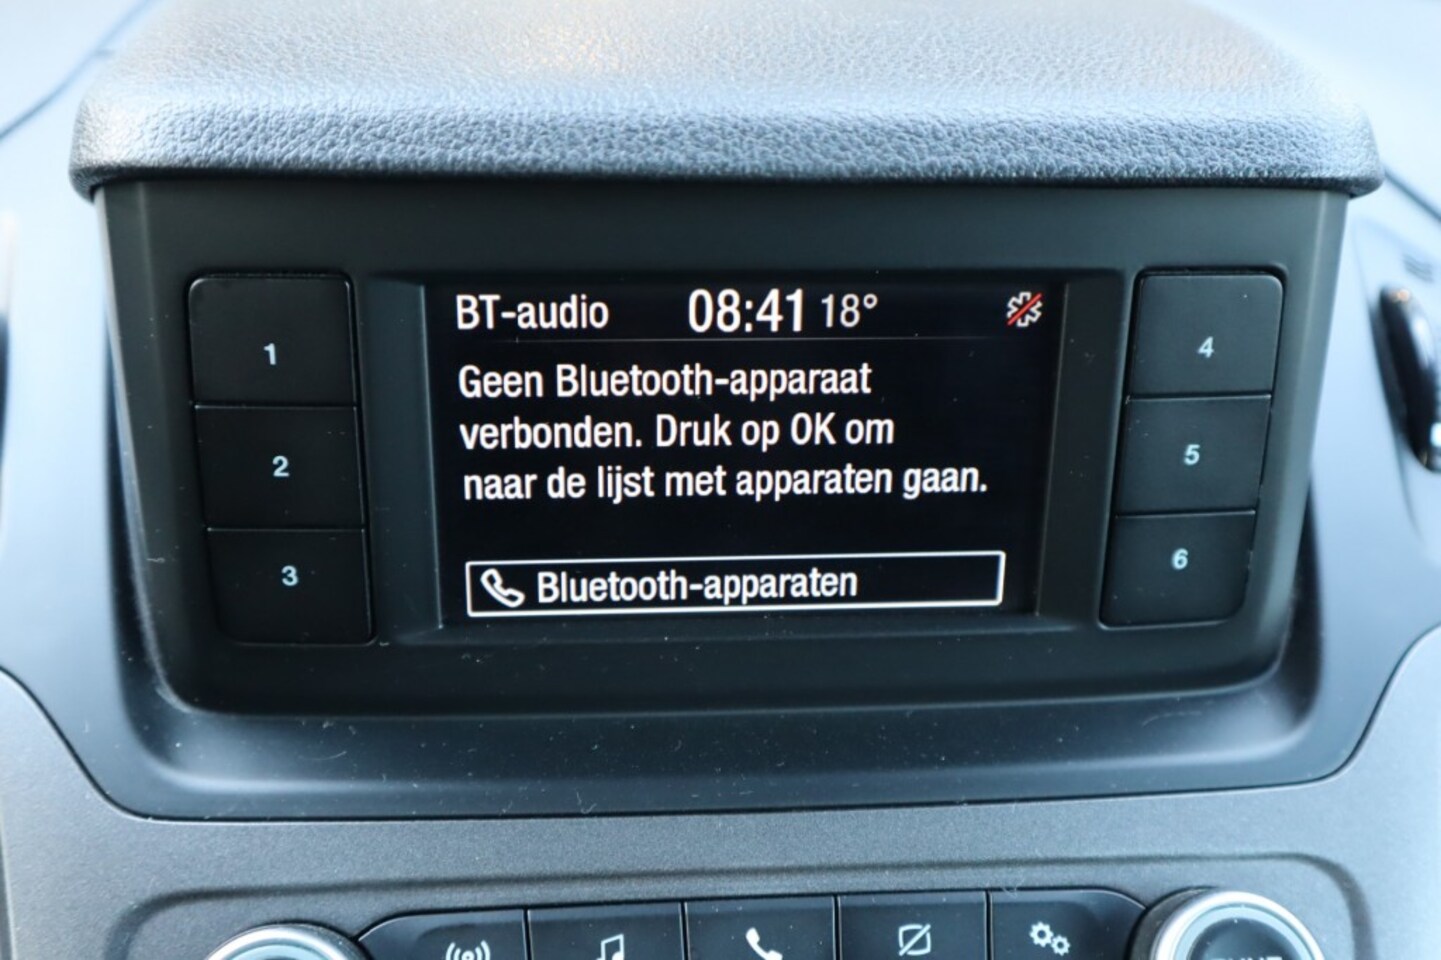 BT-audio 08:41 18°
Geen Bluetooth-apparaat
verbonden. Druk op OK om
naar de lijst met apparaten gaan.
Bluetooth-apparaten
1
2
3
4
5
6